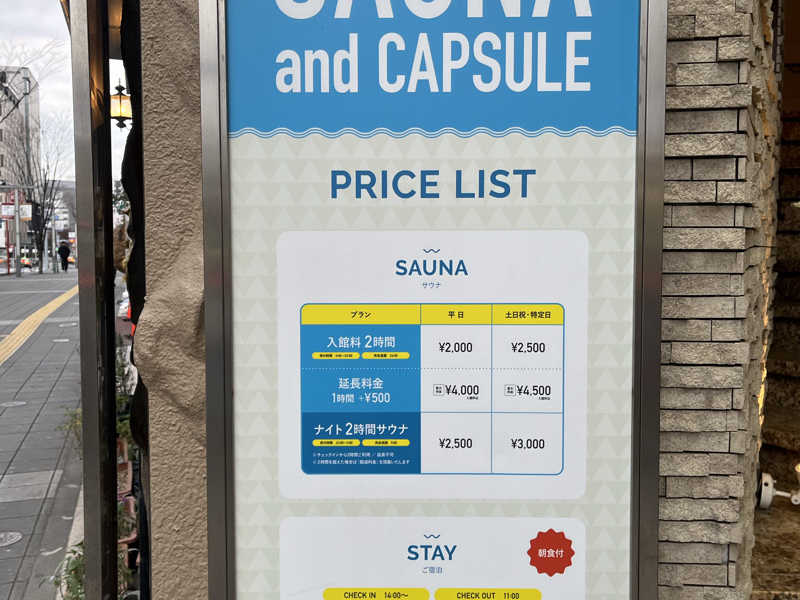 SAUNA
and CAPSULE
PRICE LIST
SAUNA
サウナ
プラン 平日 土日祝・特定日
入館料 2時間 ¥2,000 ¥2,500
延長料金
1時間 +¥500 ¥4,000 ¥4,500
ナイト 2時間サウナ ¥2,500 ¥3,000
STAY
ご宿泊
朝食付
CHECK IN 14:00〜 CHECK OUT 11:00